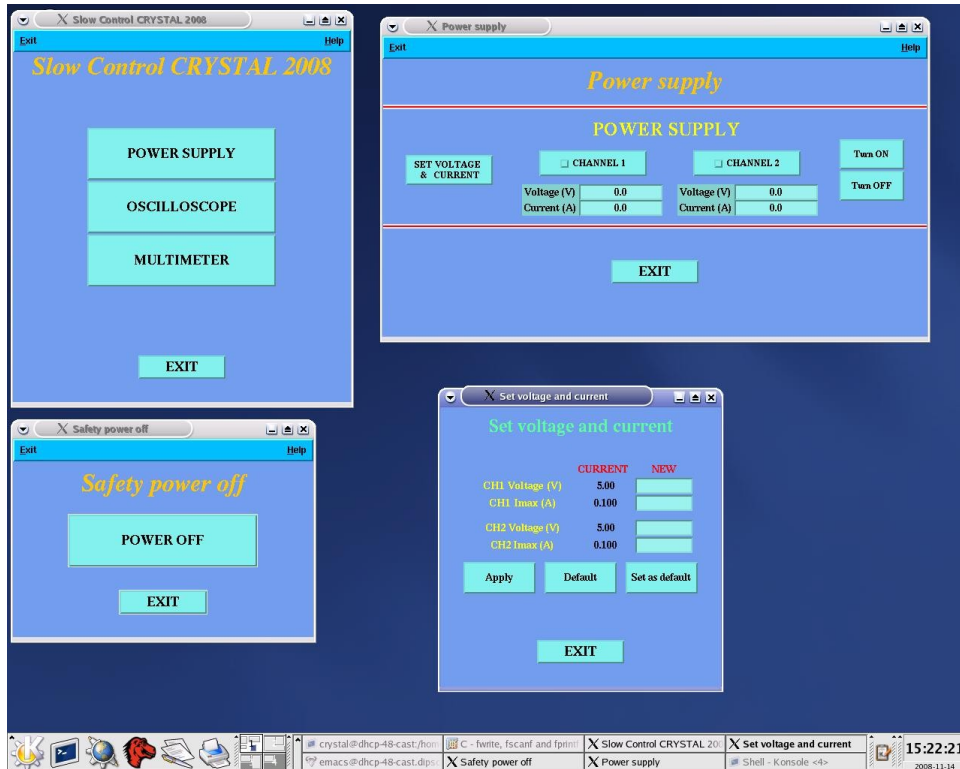 Slow Control CRYSTAL 2008
Exit Help
Slow Control CRYSTAL 2008
POWER SUPPLY
OSCILLOSCOPE
MULTIMETER
EXIT
Power supply
Exit Help
Power supply
POWER SUPPLY
SET VOLTAGE
& CURRENT
CHANNEL 1
Voltage (V) 0.0
Current (A) 0.0
CHANNEL 2
Voltage (V) 0.0
Current (A) 0.0
Turn ON
Turn OFF
EXIT
Safety power off
Exit Help
Safety power off
POWER OFF
EXIT
Set voltage and current
Set voltage and current
CURRENT NEW
CH1 Voltage (V) 5.00
CH1 Imax (A) 0.100
CH2 Voltage (V) 5.00
CH2 Imax (A) 0.100
Apply Default Set as default
EXIT
crystal@dhcp-48-cast:/hom C - fwrite, fscanf and fprint Slow Control CRYSTAL 20 Set voltage and current
emacs@dhcp-48-cast.dips Safety power off Power supply Shell - Konsole <4>
15:22:21
2008-11-14